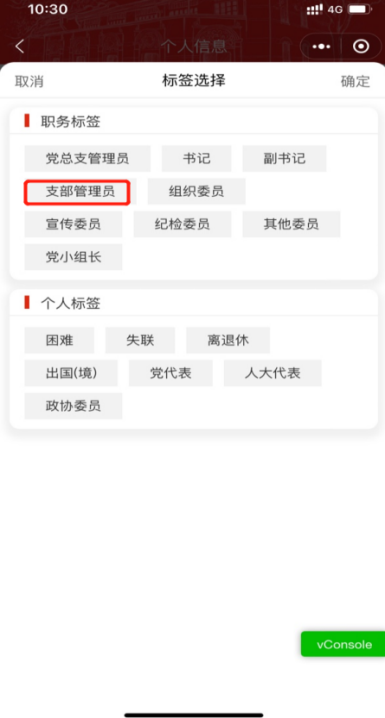 10:30 4G
个人信息
取消 标签选择 确定
职务标签
党总支管理员 书记 副书记
支部管理员 组织委员
宣传委员 纪检委员 其他委员
党小组长
个人标签
困难 失联 离退休
出国(境) 党代表 人大代表
政协委员
vConsole